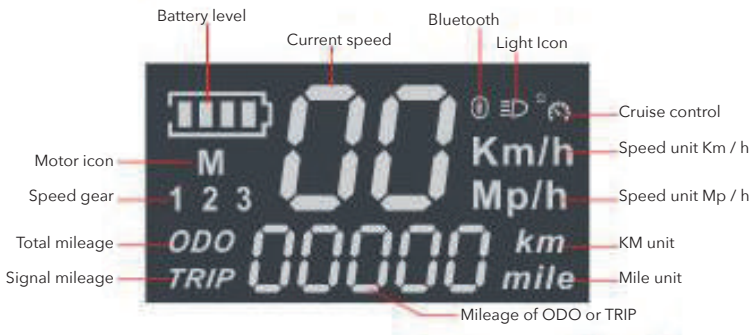 Battery level
Current speed
Bluetooth
Light Icon
00
Cruise control
Motor icon
M
Km/h
Speed unit Km / h
Speed gear
1 2 3
Mp/h
Speed unit Mp / h
Total mileage
ODO
00000
km
KM unit
Signal mileage
TRIP
mile
Mile unit
Mileage of ODO or TRIP